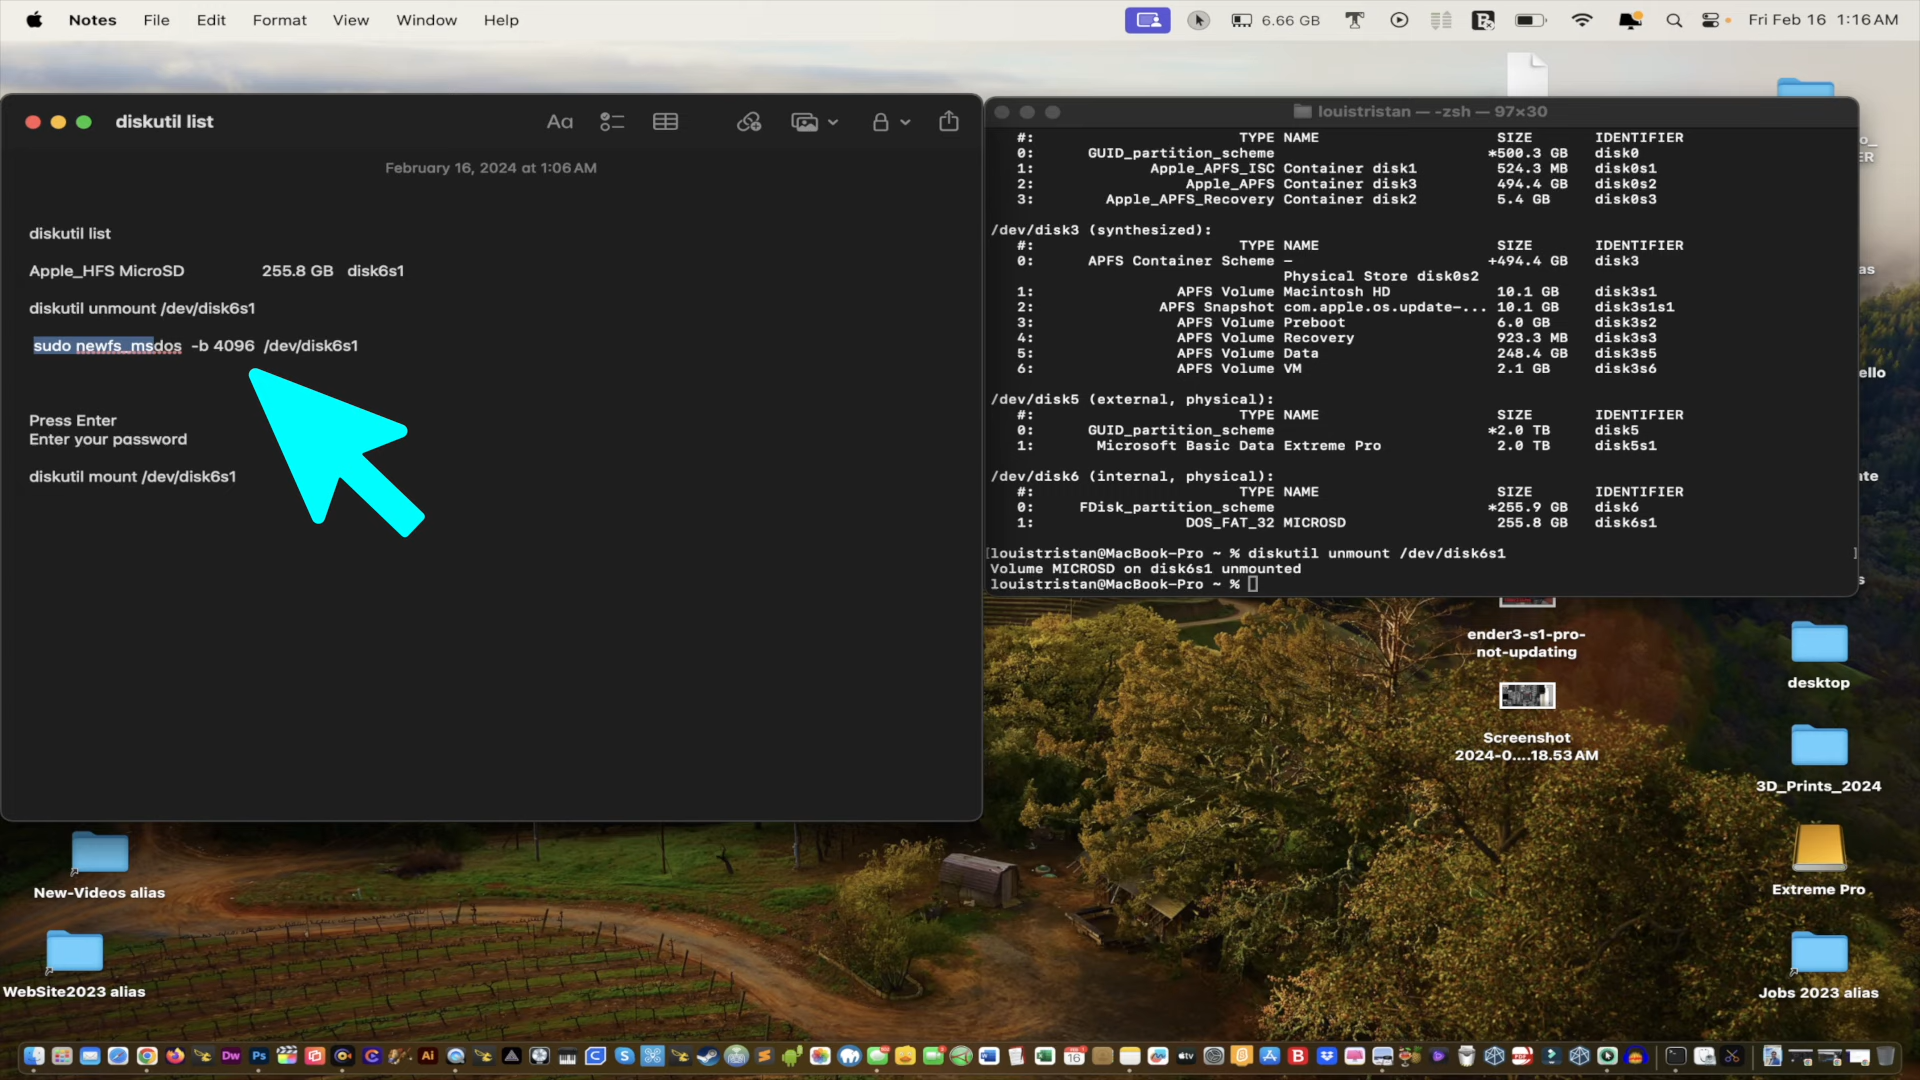 Notes File Edit Format View Window Help 6.66 GB Fri Feb 16 1:16 AM
diskutil list
Aa
February 16, 2024 at 1:06 AM
diskutil list
Apple_HFS MicroSD 255.8 GB disk6s1
diskutil unmount /dev/disk6s1
sudo newfs_msdos -b 4096 /dev/disk6s1
Press Enter
Enter your password
diskutil mount /dev/disk6s1
louistristan — -zsh — 97×30
#: TYPE NAME SIZE IDENTIFIER
0: GUID_partition_scheme *500.3 GB disk0
1: Apple_APFS_ISC Container disk1 524.3 MB disk0s1
2: Apple_APFS Container disk3 494.4 GB disk0s2
3: Apple_APFS_Recovery Container disk2 5.4 GB disk0s3
/dev/disk3 (synthesized):
#: TYPE NAME SIZE IDENTIFIER
0: APFS Container Scheme - +494.4 GB disk3
Physical Store disk0s2
1: APFS Volume Macintosh HD 10.1 GB disk3s1
2: APFS Snapshot com.apple.os.update-... 10.1 GB disk3s1s1
3: APFS Volume Preboot 6.0 GB disk3s2
4: APFS Volume Recovery 923.3 MB disk3s3
5: APFS Volume Data 248.4 GB disk3s5
6: APFS Volume VM 2.1 GB disk3s6
/dev/disk5 (external, physical):
#: TYPE NAME SIZE IDENTIFIER
0: GUID_partition_scheme *2.0 TB disk5
1: Microsoft Basic Data Extreme Pro 2.0 TB disk5s1
/dev/disk6 (internal, physical):
#: TYPE NAME SIZE IDENTIFIER
0: FDisk_partition_scheme *255.9 GB disk6
1: DOS_FAT_32 MICROSD 255.8 GB disk6s1
[louistristan@MacBook-Pro ~ % diskutil unmount /dev/disk6s1 ]
Volume MICROSD on disk6s1 unmounted
louistristan@MacBook-Pro ~ %
ender3-s1-pro-
not-updating
Screenshot
2024-0....18.53 AM
desktop
3D_Prints_2024
Extreme Pro
Jobs 2023 alias
New-Videos alias
WebSite2023 alias
Dw Ps Ai 16 tv